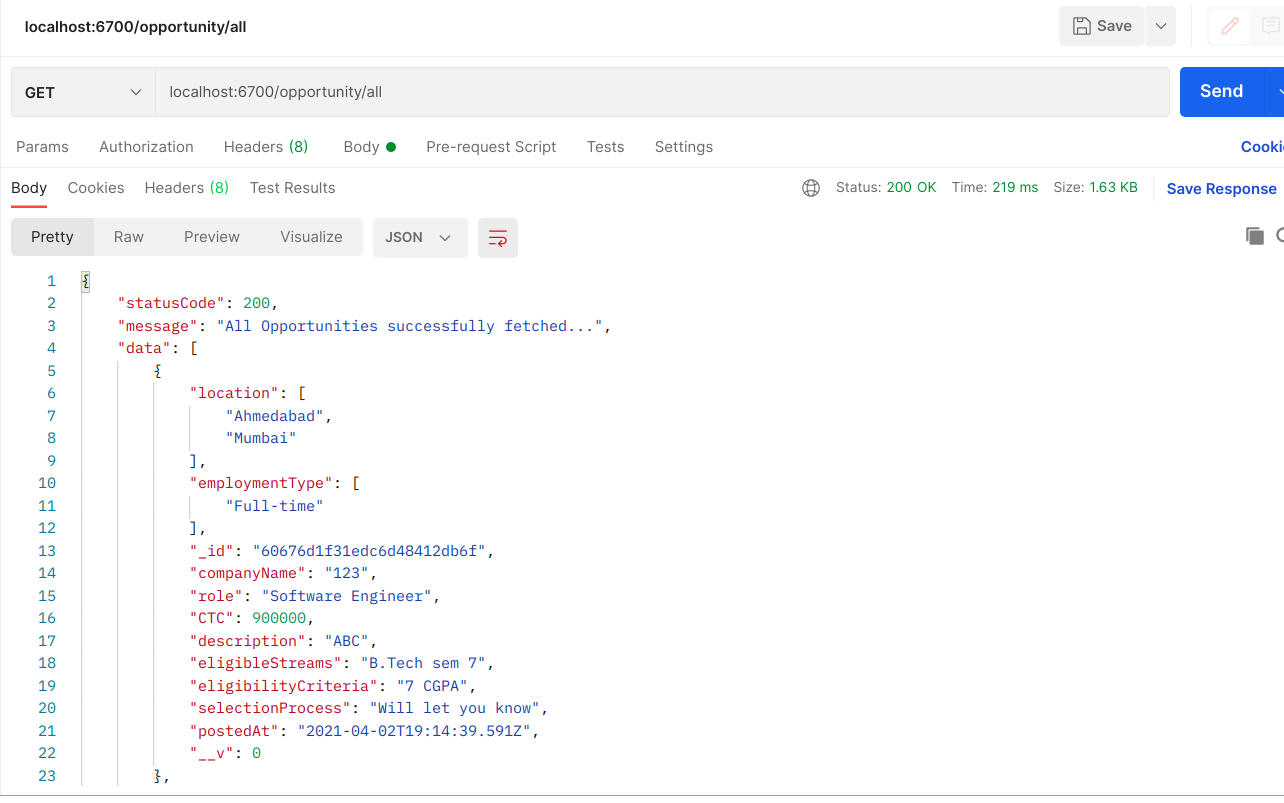 localhost:6700/opportunity/all
Save
GET localhost:6700/opportunity/all Send
Params Authorization Headers (8) Body Pre-request Script Tests Settings Cooki
Body Cookies Headers (8) Test Results Status: 200 OK Time: 219 ms Size: 1.63 KB Save Response
Pretty Raw Preview Visualize JSON
1 {
2 "statusCode": 200,
3 "message": "All Opportunities successfully fetched...",
4 "data": [
5 {
6 "location": [
7 "Ahmedabad",
8 "Mumbai"
9 ],
10 "employmentType": [
11 "Full-time"
12 ],
13 "_id": "60676d1f31edc6d48412db6f",
14 "companyName": "123",
15 "role": "Software Engineer",
16 "CTC": 900000,
17 "description": "ABC",
18 "eligibleStreams": "B.Tech sem 7",
19 "eligibilityCriteria": "7 CGPA",
20 "selectionProcess": "Will let you know",
21 "postedAt": "2021-04-02T19:14:39.591Z",
22 "__v": 0
23 },